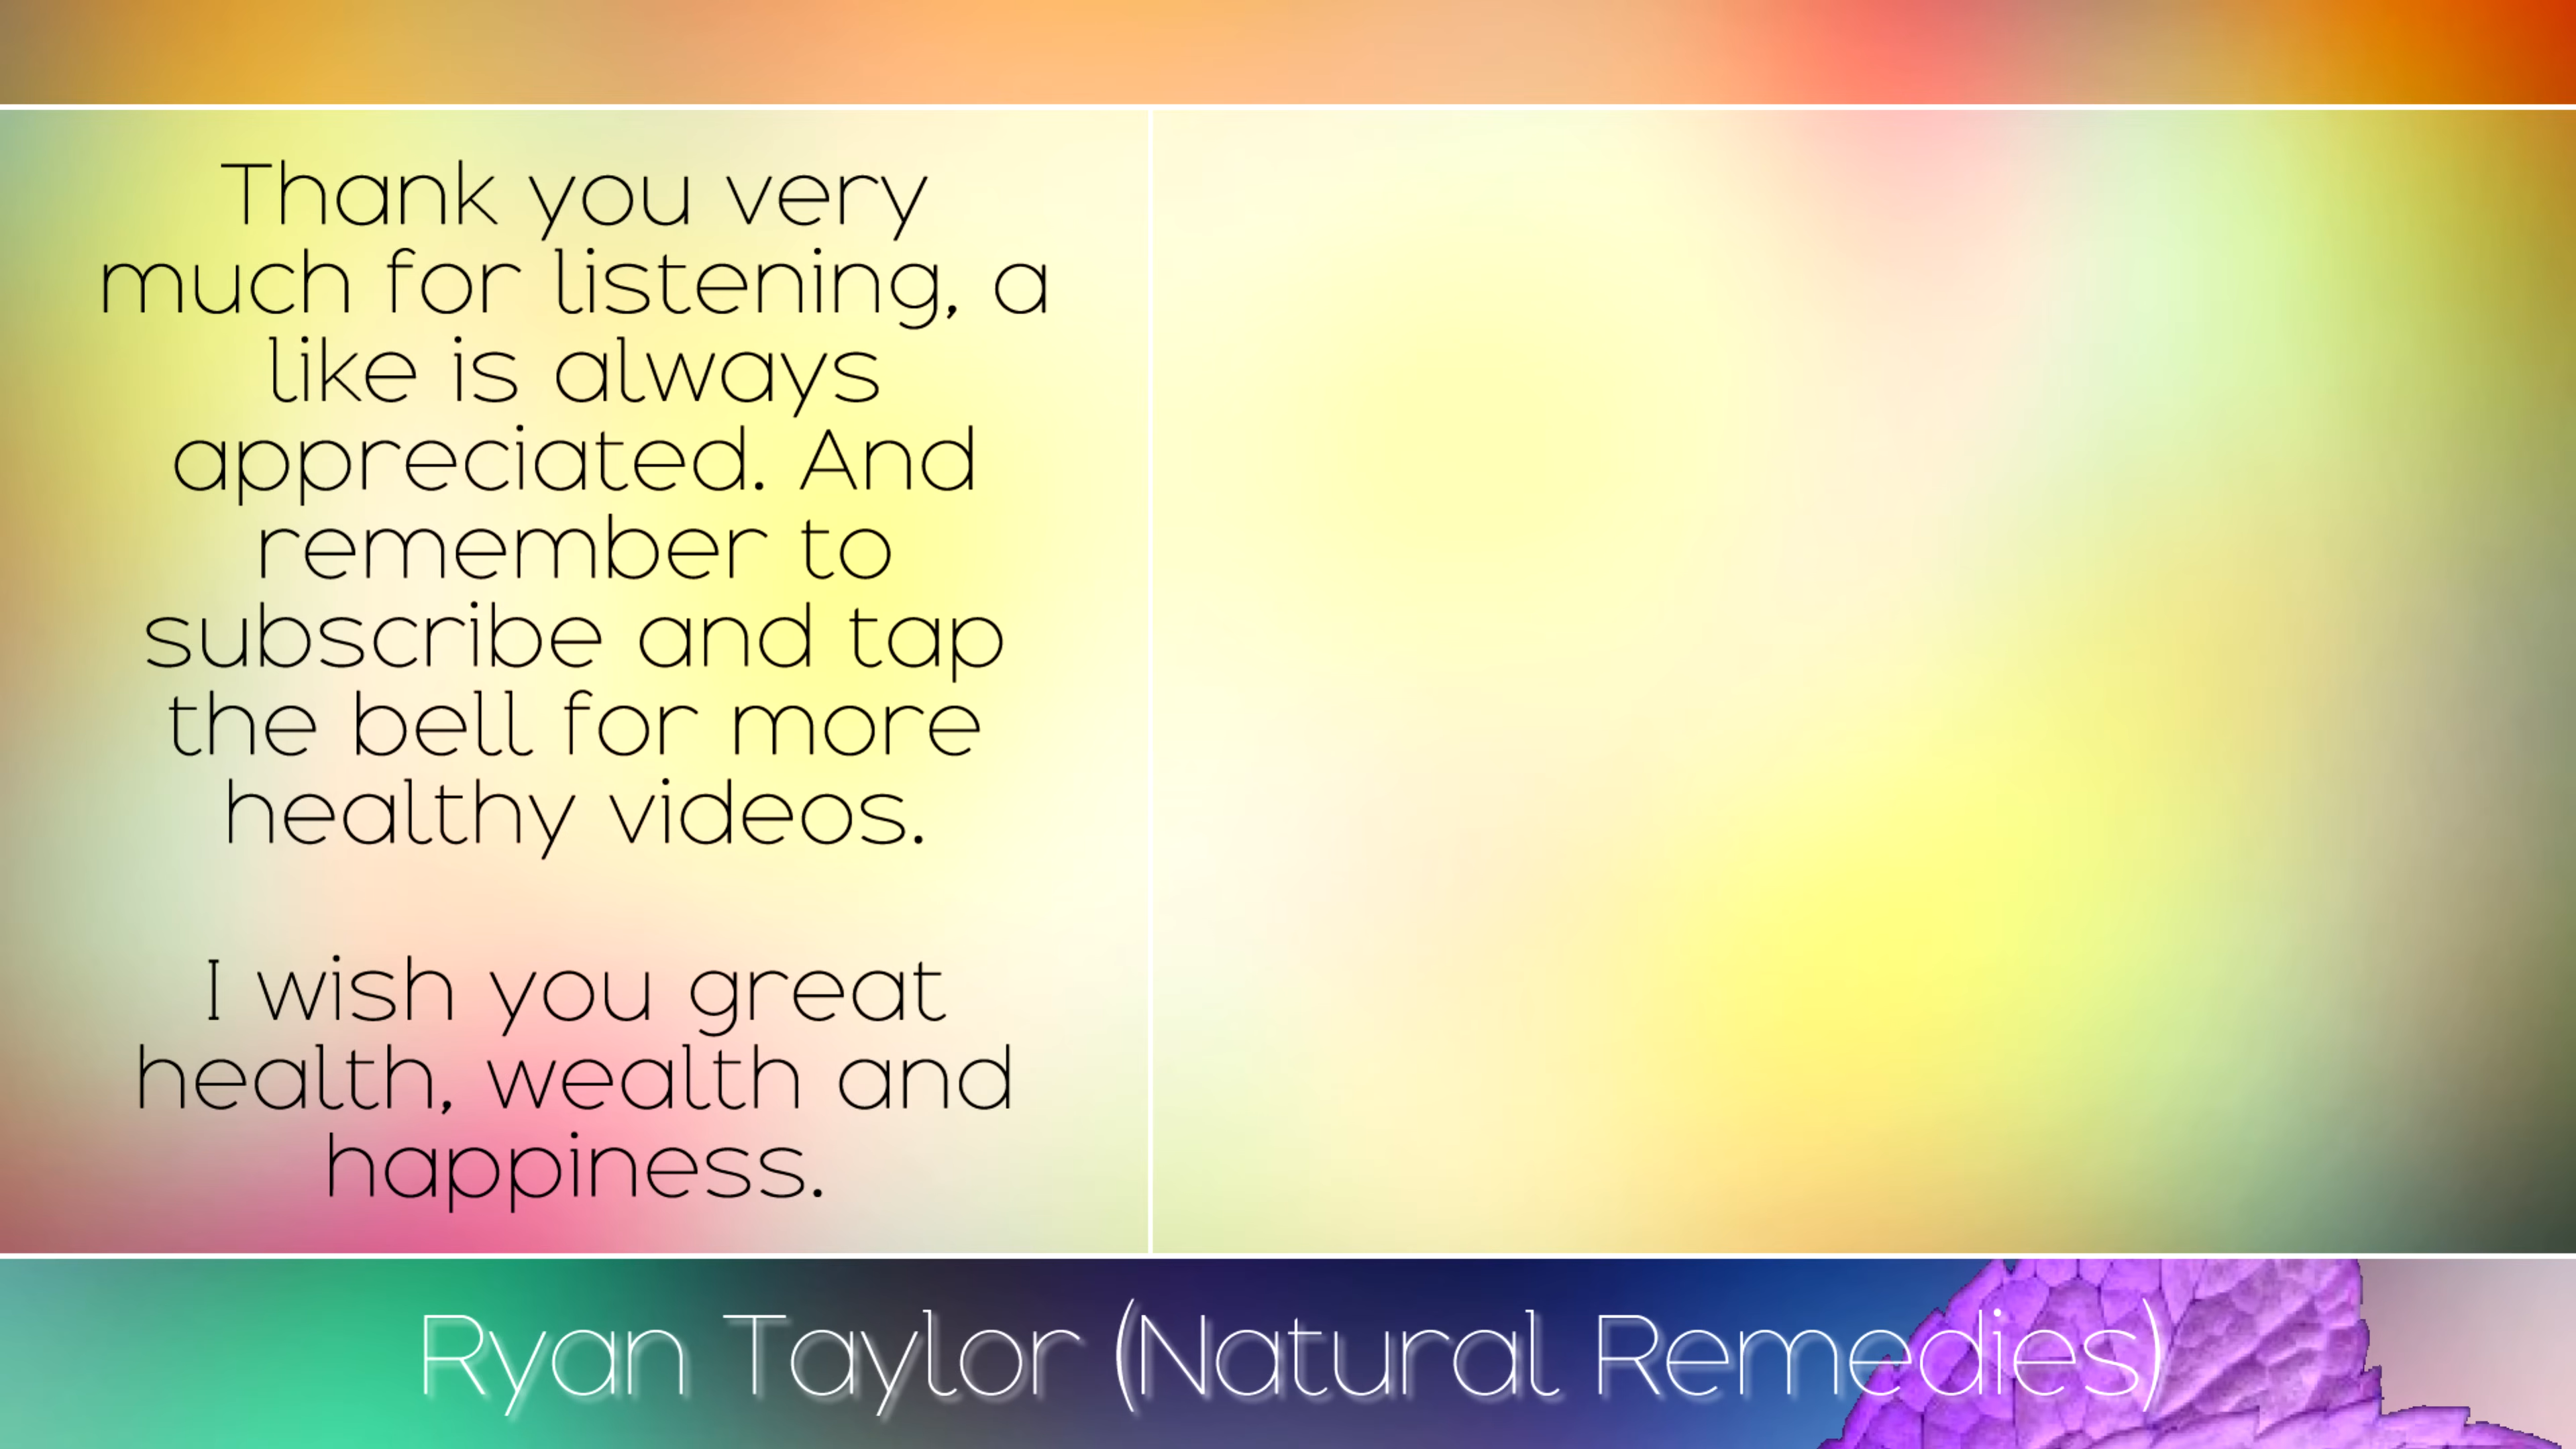 Thank you very
much for listening, a
like is always
appreciated. And
remember to
subscribe and tap
the bell for more
healthy videos.
I wish you great
health, wealth and
happiness.
Ryan Taylor (Natural Remedies)